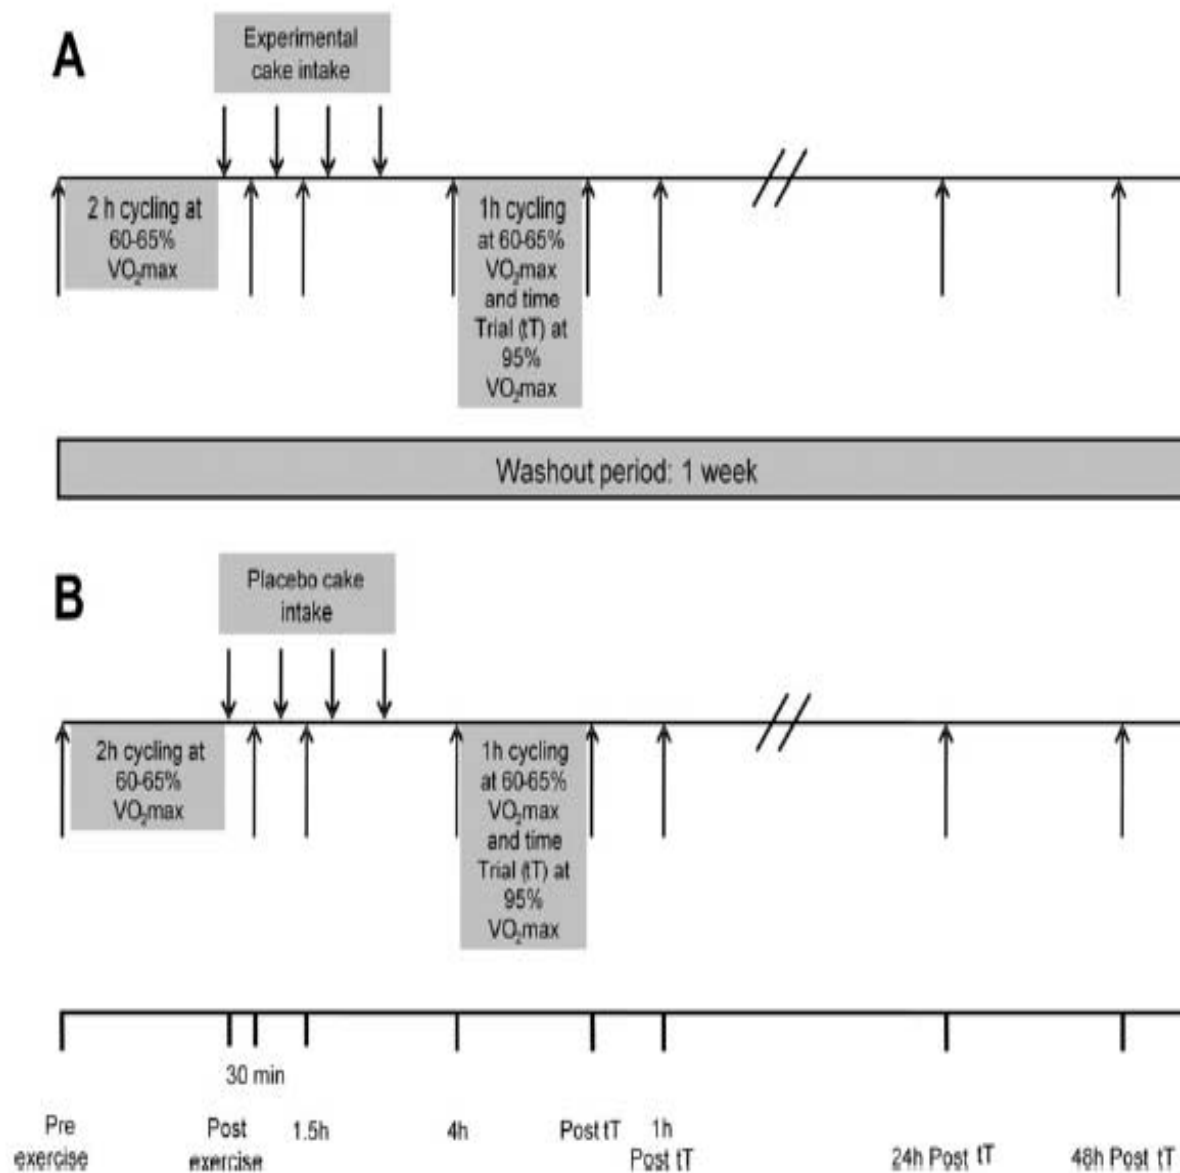 A
Experimental
cake intake
2 h cycling at
60-65%
VO₂max
1h cycling
at 60-65%
VO₂max
and time
Trial (tT) at
95%
VO₂max
Washout period: 1 week
B
Placebo cake
intake
2h cycling at
60-65%
VO₂max
1h cycling
at 60-65%
VO₂max
and time
Trial (tT) at
95%
VO₂max
30 min
Pre
exercise
Post
exercise
1.5h
4h
Post tT
1h
Post tT
24h Post tT
48h Post tT